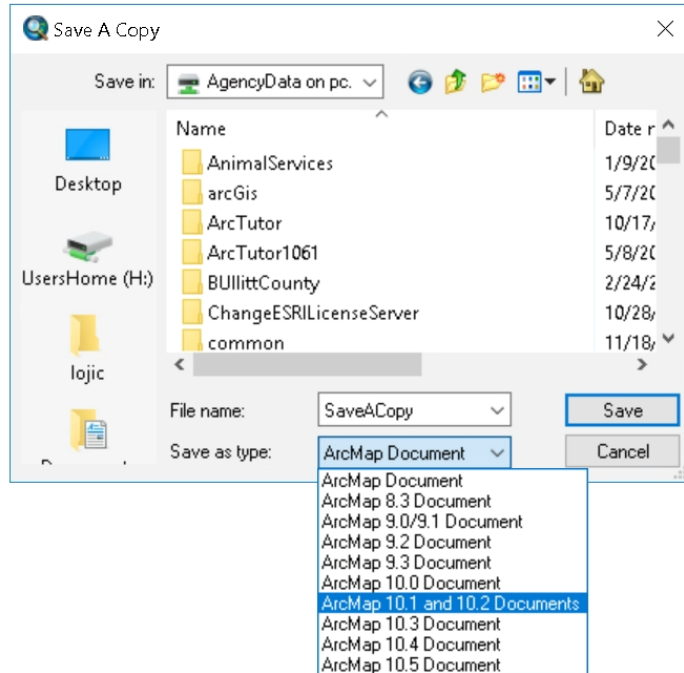 Save A Copy
Save in: AgencyData on pc.
Name Date r
AnimalServices 1/9/20
arcGis 5/7/20
ArcTutor 10/17/
ArcTutor1061 5/8/20
BUllittCounty 2/24/2
ChangeESRILicenseServer 10/28/
common 11/18/
Desktop
UsersHome (H:)
lojic
File name: SaveACopy Save
Save as type: ArcMap Document Cancel
ArcMap Document
ArcMap 8.3 Document
ArcMap 9.0/9.1 Document
ArcMap 9.2 Document
ArcMap 9.3 Document
ArcMap 10.0 Document
ArcMap 10.1 and 10.2 Documents
ArcMap 10.3 Document
ArcMap 10.4 Document
ArcMap 10.5 Document